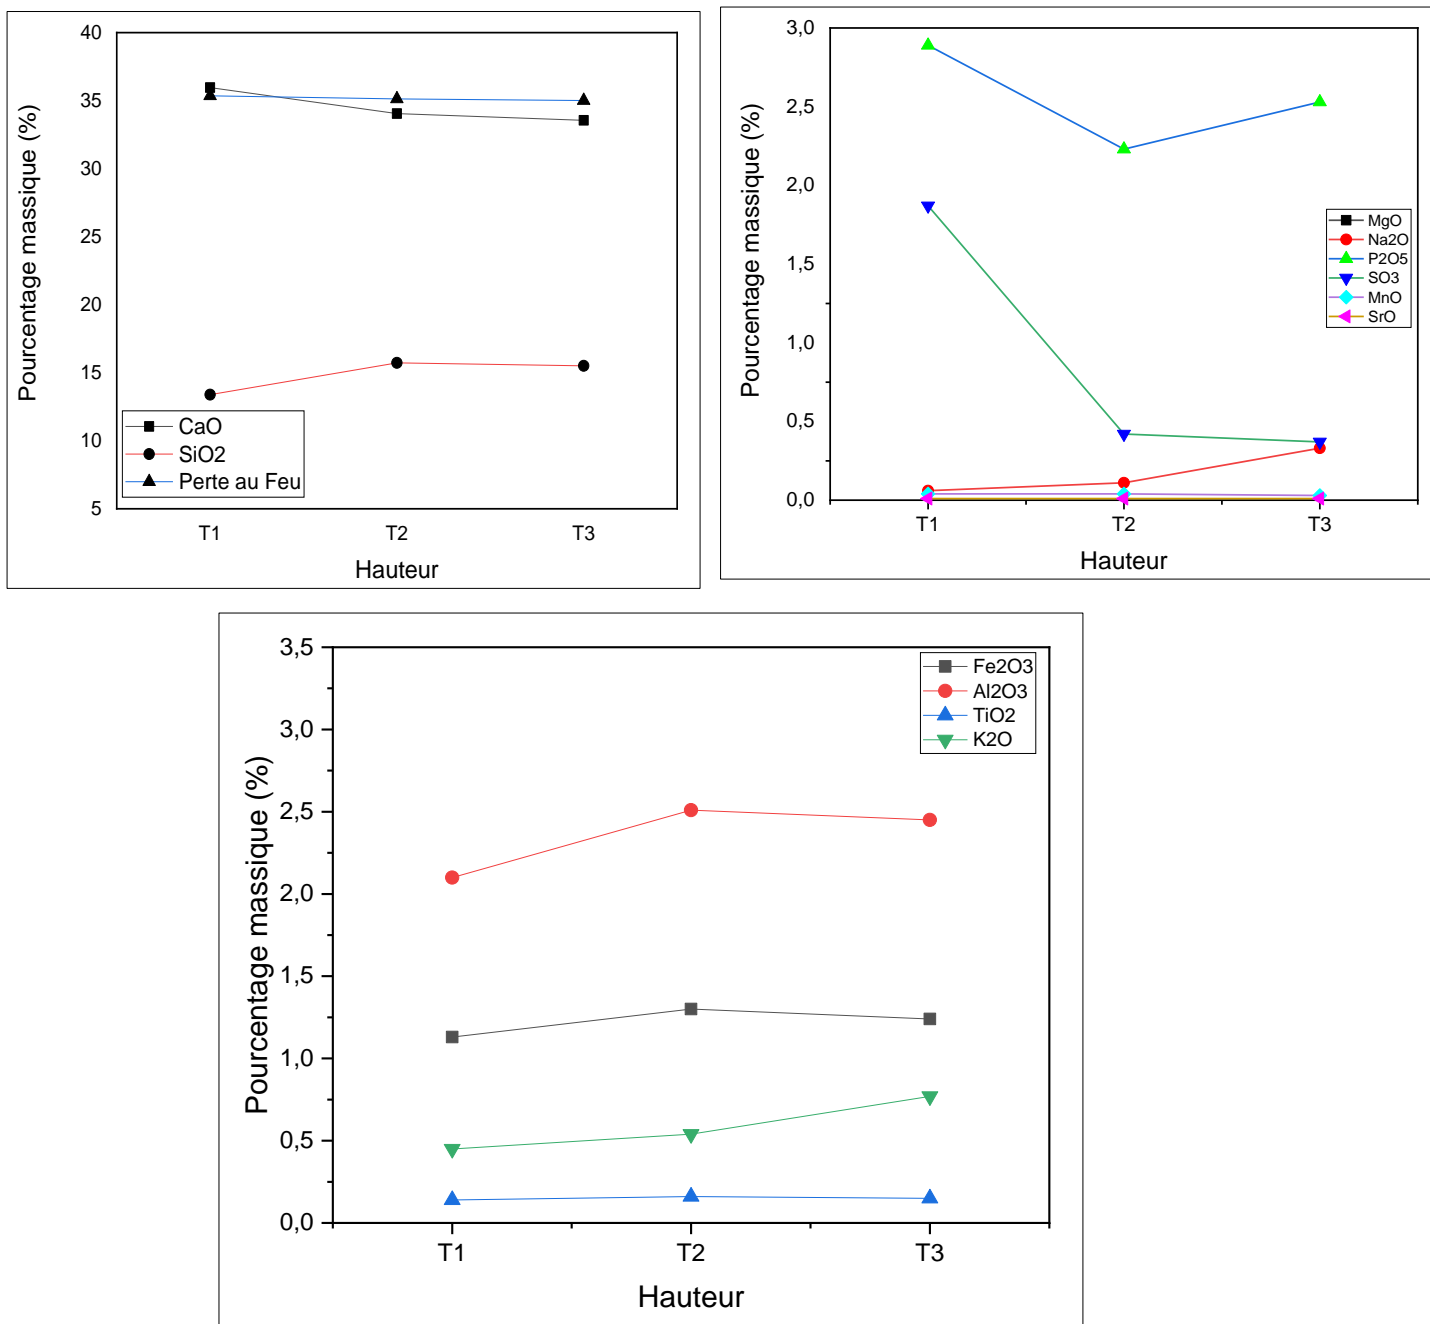 40
35
30
25
20
15
10
5
Pourcentage massique (%)
CaO
SiO2
Perte au Feu
T1 T2 T3
Hauteur
3,0
2,5
2,0
1,5
1,0
0,5
0,0
Pourcentage massique (%)
MgO
Na2O
P2O5
SO3
MnO
SrO
T1 T2 T3
Hauteur
3,5
3,0
2,5
2,0
1,5
1,0
0,5
0,0
Pourcentage massique (%)
Fe2O3
Al2O3
TiO2
K2O
T1 T2 T3
Hauteur